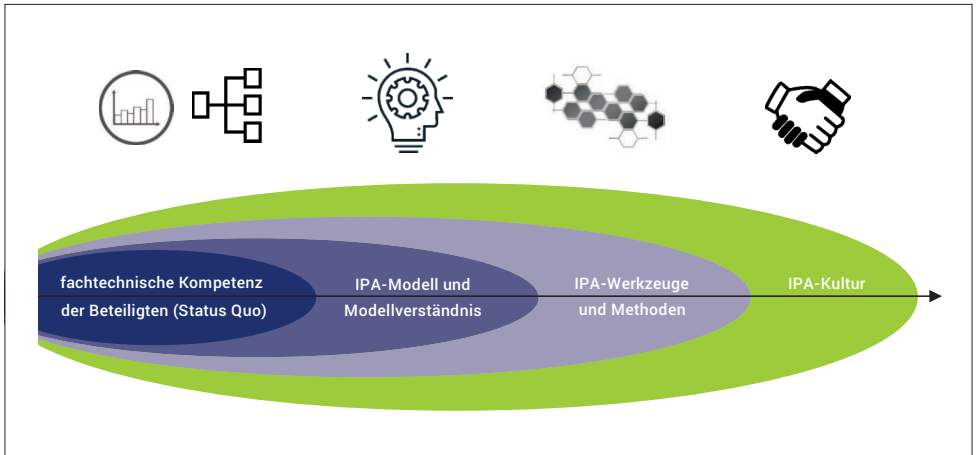 fachtechnische Kompetenz
der Beteiligten (Status Quo)
IPA-Modell und
Modellverständnis
IPA-Werkzeuge
und Methoden
IPA-Kultur